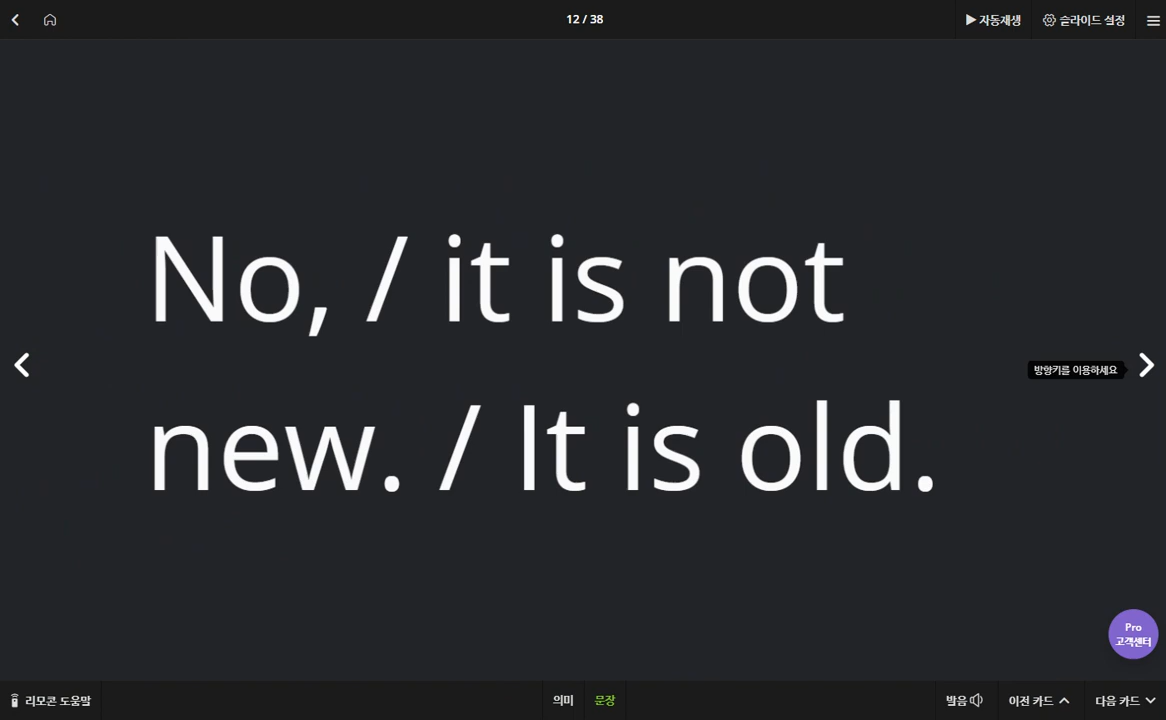 12 / 38
자동재생
슬라이드 설정
No, / it is not
new. / It is old.
방향키를 이용하세요
Pro
고객센터
리모콘 도움말
의미
문장
발음
이전 카드
다음 카드